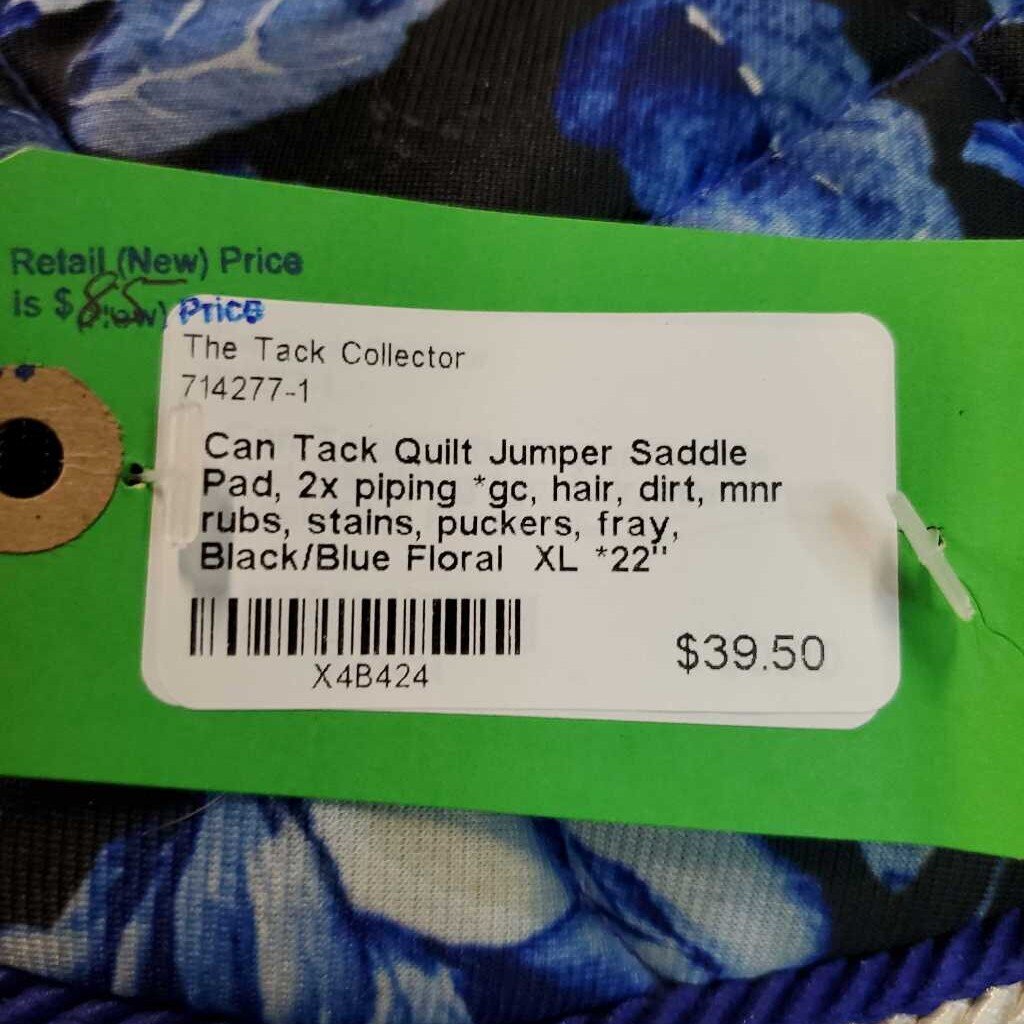 Retail (New) Price
is $85 Price
The Tack Collector
714277-1
Can Tack Quilt Jumper Saddle
Pad, 2x piping *gc, hair, dirt, mnr
rubs, stains, puckers, fray,
Black/Blue Floral XL *22"
X4B424
$39.50